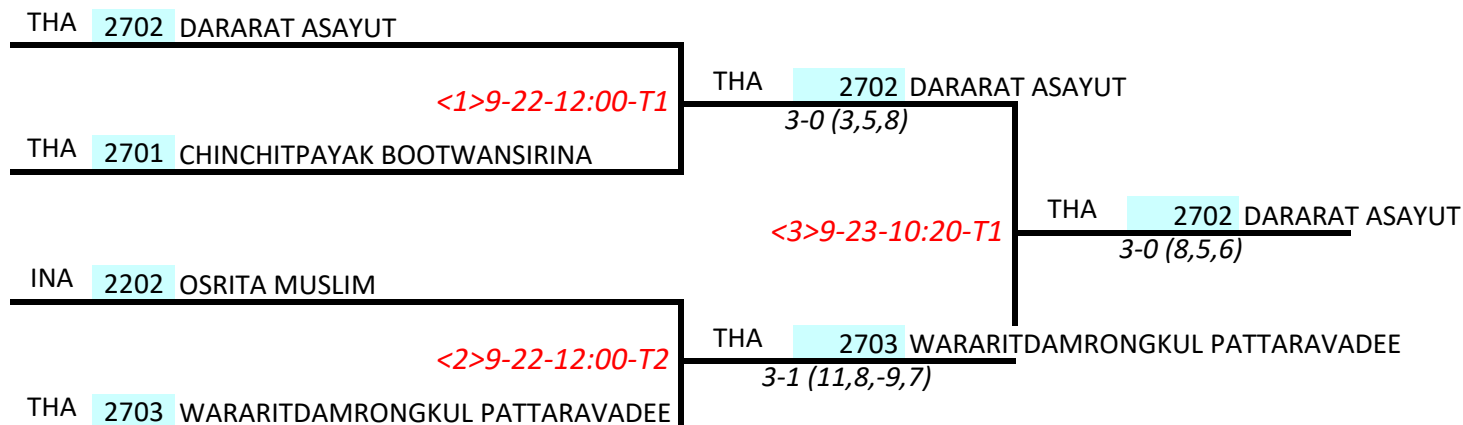 THA 2702 DARARAT ASAYUT
<1>9-22-12:00-T1
THA 2702 DARARAT ASAYUT
3-0 (3,5,8)
THA 2701 CHINCHITPAYAK BOOTWANSIRINA
<3>9-23-10:20-T1
THA 2702 DARARAT ASAYUT
3-0 (8,5,6)
INA 2202 OSRITA MUSLIM
<2>9-22-12:00-T2
THA 2703 WARARITDAMRONGKUL PATTARAVADEE
3-1 (11,8,-9,7)
THA 2703 WARARITDAMRONGKUL PATTARAVADEE